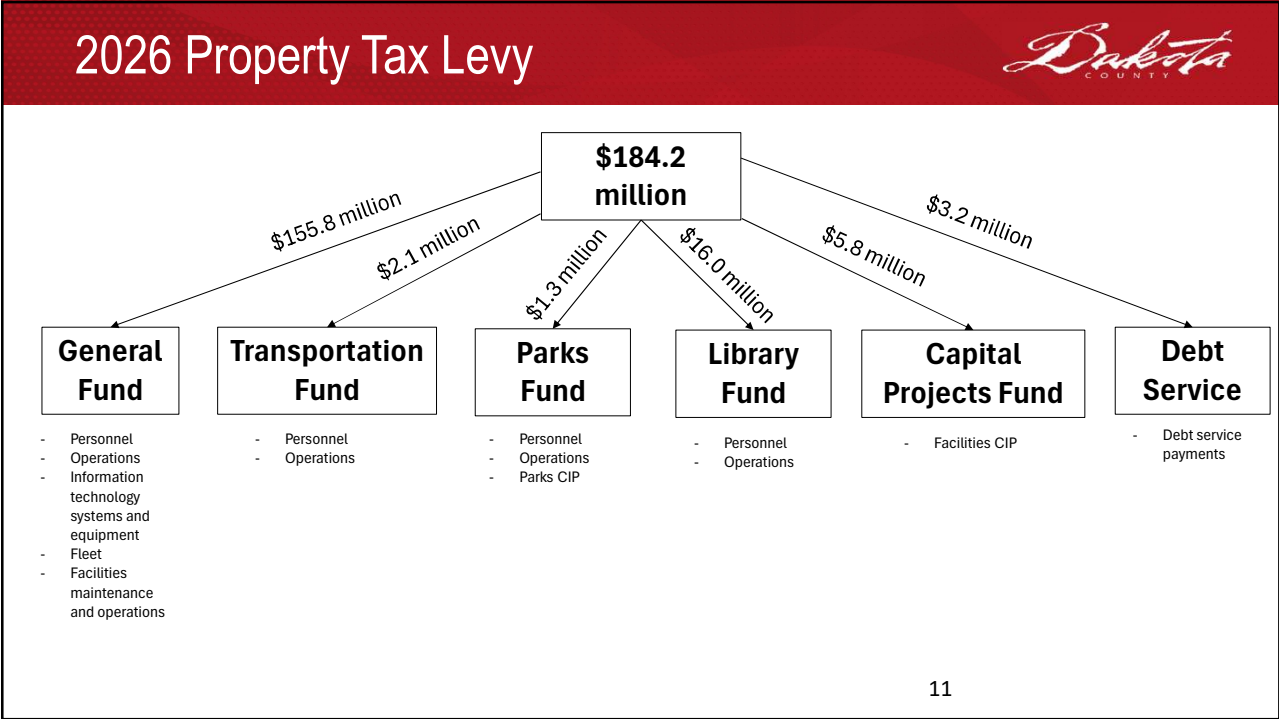 2026 Property Tax Levy
Dakota
COUNTY
$184.2
million
$155.8 million
$2.1 million
$1.3 million
$16.0 million
$5.8 million
$3.2 million
General
Fund
- Personnel
- Operations
- Information
technology
systems and
equipment
- Fleet
- Facilities
maintenance
and operations
Transportation
Fund
- Personnel
- Operations
Parks
Fund
- Personnel
- Operations
- Parks CIP
Library
Fund
- Personnel
- Operations
Capital
Projects Fund
- Facilities CIP
Debt
Service
- Debt service
payments
11